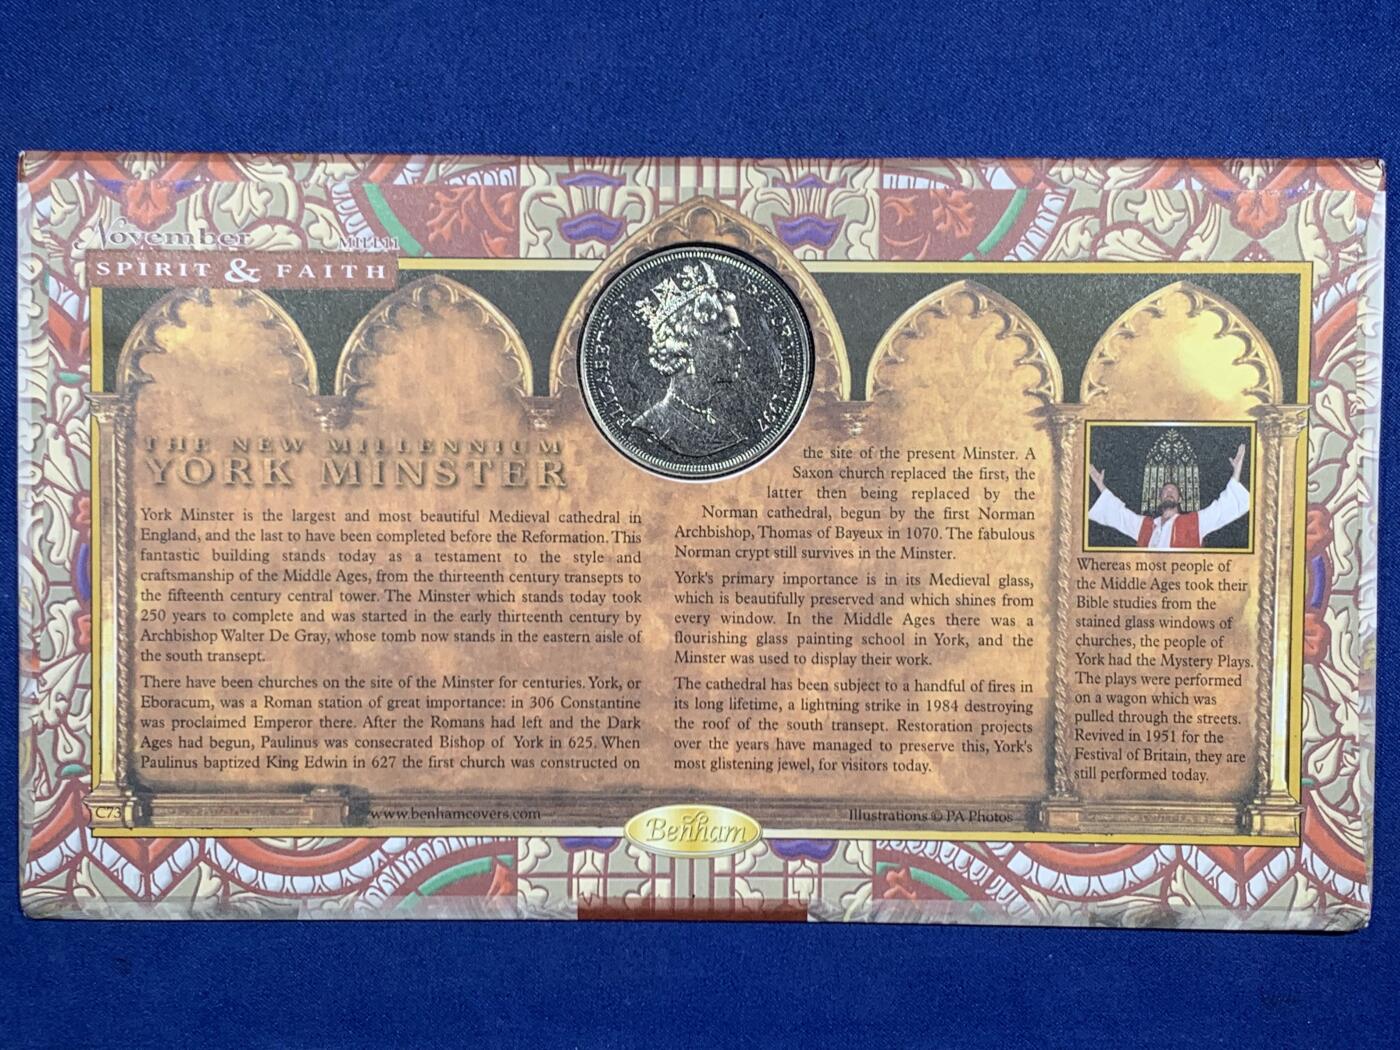 November
MILL11
SPIRIT & FAITH
ELIZABETH II
ISLE OF MAN 1997
THE NEW MILLENNIUM
YORK MINSTER
York Minster is the largest and most beautiful Medieval cathedral in
England, and the last to have been completed before the Reformation. This
fantastic building stands today as a testament to the style and
craftsmanship of the Middle Ages, from the thirteenth century transepts to
the fifteenth century central tower. The Minster which stands today took
250 years to complete and was started in the early thirteenth century by
Archbishop Walter De Gray, whose tomb now stands in the eastern aisle of
the south transept.
There have been churches on the site of the Minster for centuries. York, or
Eboracum, was a Roman station of great importance: in 306 Constantine
was proclaimed Emperor there. After the Romans had left and the Dark
Ages had begun, Paulinus was consecrated Bishop of York in 625. When
Paulinus baptized King Edwin in 627 the first church was constructed on
the site of the present Minster. A
Saxon church replaced the first, the
latter then being replaced by the
Norman cathedral, begun by the first Norman
Archbishop, Thomas of Bayeux in 1070. The fabulous
Norman crypt still survives in the Minster.
York's primary importance is in its Medieval glass,
which is beautifully preserved and which shines from
every window. In the Middle Ages there was a
flourishing glass painting school in York, and the
Minster was used to display their work.
The cathedral has been subject to a handful of fires in
its long lifetime, a lightning strike in 1984 destroying
the roof of the south transept. Restoration projects
over the years have managed to preserve this, York's
most glistening jewel, for visitors today.
Whereas most people of
the Middle Ages took their
Bible studies from the
stained glass windows of
churches, the people of
York had the Mystery Plays.
The plays were performed
on a wagon which was
pulled through the streets.
Revived in 1951 for the
Festival of Britain, they are
still performed today.
C73
www.benhamcovers.com
Benham
Illustrations © PA Photos